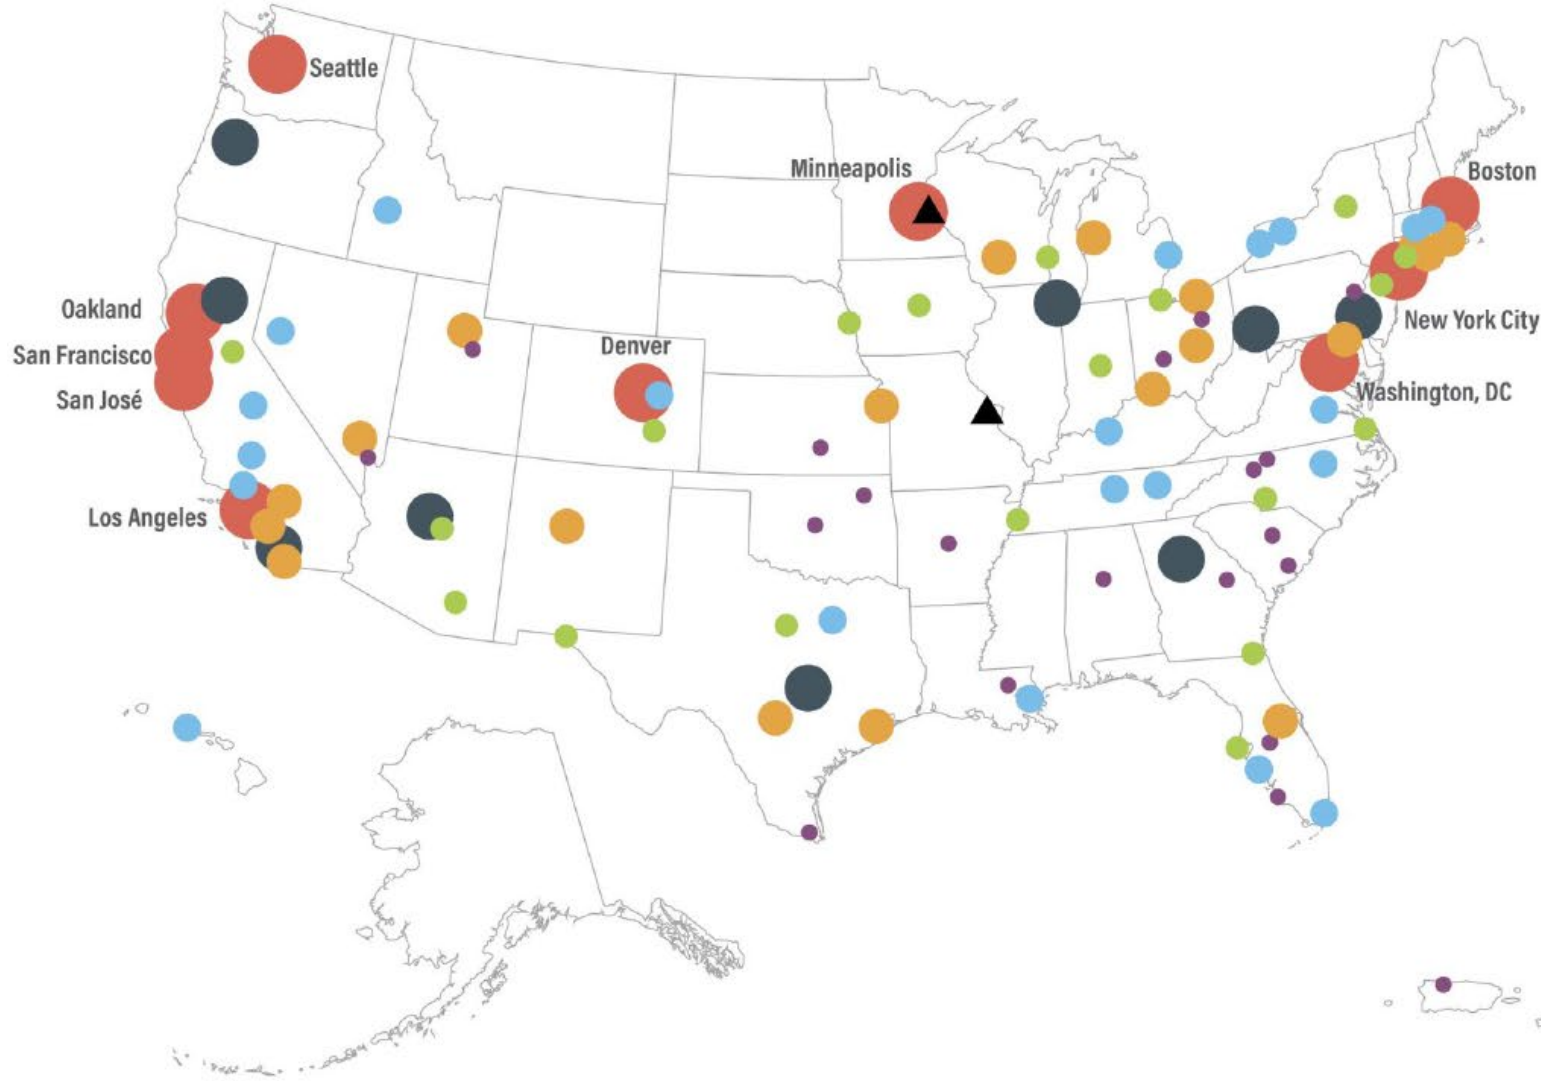 Seattle
Minneapolis
Boston
Oakland
New York City
San Francisco
Denver
San José
Washington, DC
Los Angeles